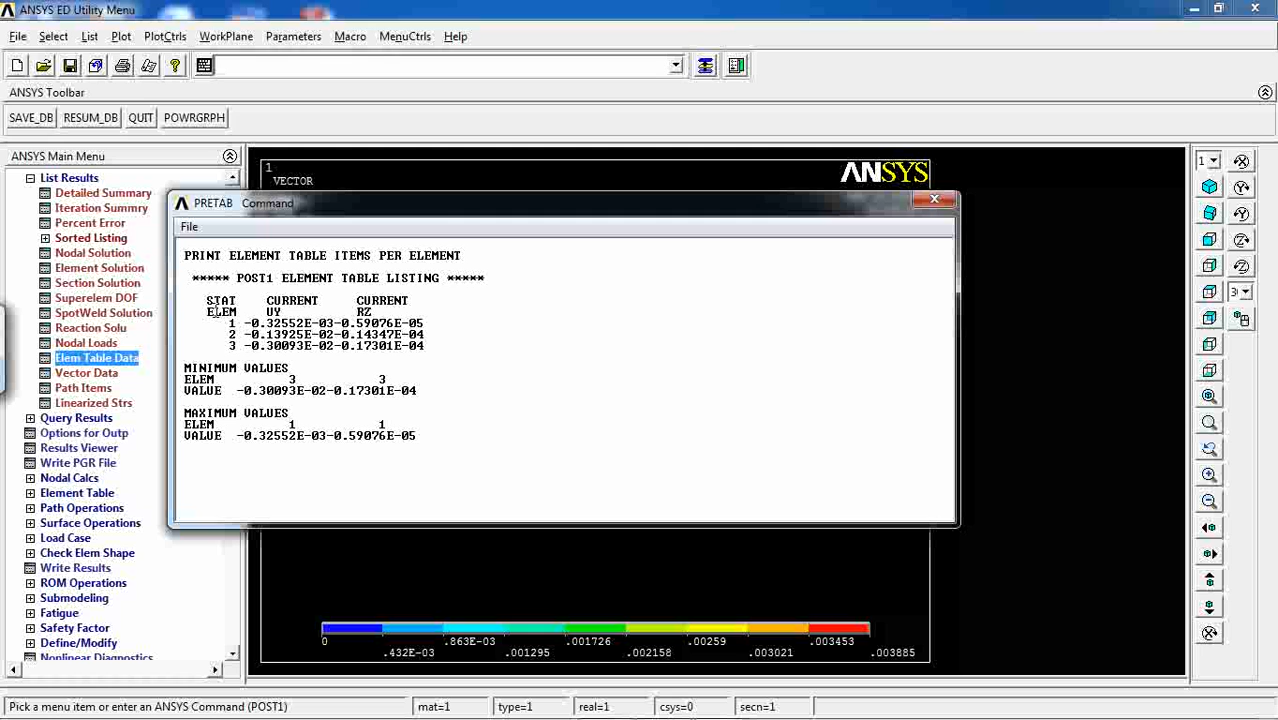 ANSYS ED Utility Menu
File Select List Plot PlotCtrls WorkPlane Parameters Macro MenuCtrls Help
ANSYS Toolbar
SAVE_DB RESUM_DB QUIT POWRGRPH
ANSYS Main Menu
List Results
Detailed Summary
Iteration Summry
Percent Error
Sorted Listing
Nodal Solution
Element Solution
Section Solution
Superelem DOF
SpotWeld Solution
Reaction Solu
Nodal Loads
Elem Table Data
Vector Data
Path Items
Linearized Strs
Query Results
Options for Outp
Results Viewer
Write PGR File
Nodal Calcs
Element Table
Path Operations
Surface Operations
Load Case
Check Elem Shape
Write Results
ROM Operations
Submodeling
Fatigue
Safety Factor
Define/Modify
Nonlinear Diagnostics
1
VECTOR
ANSYS
PRETAB Command
File
PRINT ELEMENT TABLE ITEMS PER ELEMENT
***** POST1 ELEMENT TABLE LISTING *****
STAT CURRENT CURRENT
ELEM UY RZ
1 -0.32552E-03-0.59076E-05
2 -0.13925E-02-0.14347E-04
3 -0.30093E-02-0.17301E-04
MINIMUM VALUES
ELEM 3 3
VALUE -0.30093E-02-0.17301E-04
MAXIMUM VALUES
ELEM 1 1
VALUE -0.32552E-03-0.59076E-05
0 .863E-03 .001726 .00259 .003453
.432E-03 .001295 .002158 .003021 .003885
1
3
Pick a menu item or enter an ANSYS Command (POST1) mat=1 type=1 real=1 csys=0 secn=1